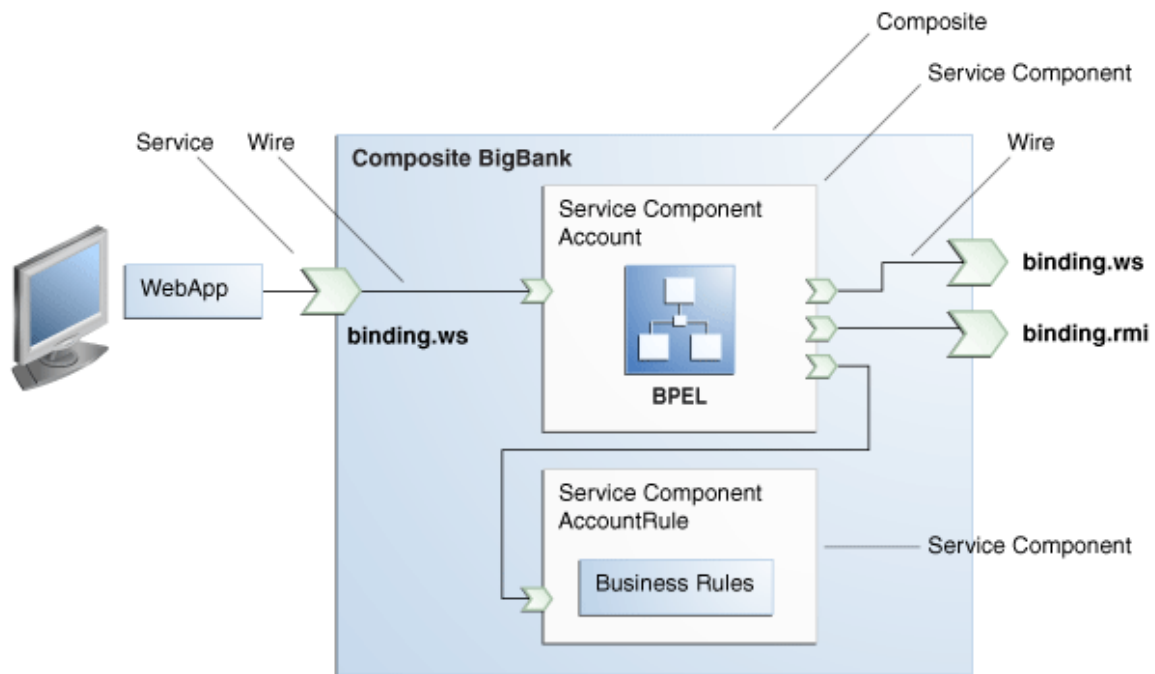 Composite
Service Component
Service
Wire
Wire
Composite BigBank
Service Component
Account
WebApp
binding.ws
binding.ws
binding.rmi
BPEL
Service Component
AccountRule
Service Component
Business Rules